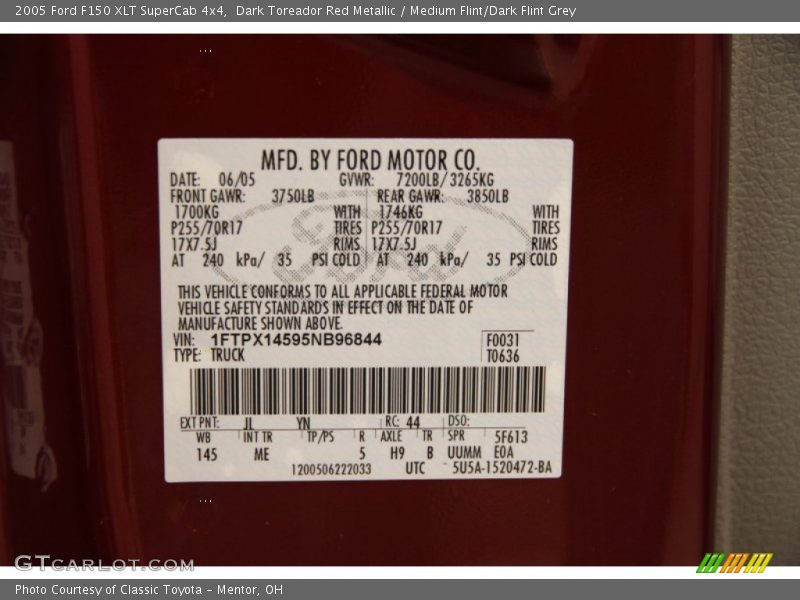 2005 Ford F150 XLT SuperCab 4x4,  Dark Toreador Red Metallic / Medium Flint/Dark Flint Grey
MFD. BY FORD MOTOR CO.
DATE: 06/05 GVWR: 7200LB/3265KG
FRONT GAWR: 3750LB REAR GAWR: 3850LB
1700KG WITH 1746KG WITH
P255/70R17 TIRES P255/70R17 TIRES
17X7.5J RIMS 17X7.5J RIMS
AT 240 kPa/ 35 PSI COLD AT 240 kPa/ 35 PSI COLD
THIS VEHICLE CONFORMS TO ALL APPLICABLE FEDERAL MOTOR
VEHICLE SAFETY STANDARDS IN EFFECT ON THE DATE OF
MANUFACTURE SHOWN ABOVE.
VIN: 1FTPX14595NB96844 F0031
TYPE: TRUCK T0636
EXT PNT: JL YN RC: 44 DSO:
WB INT TR TP/PS R AXLE TR SPR 5F613
145 ME 5 H9 B UUMM EOA
1200506222033 UTC 5U5A-1520472-BA
GTCARLOT.COM
Photo Courtesy of Classic Toyota - Mentor, OH